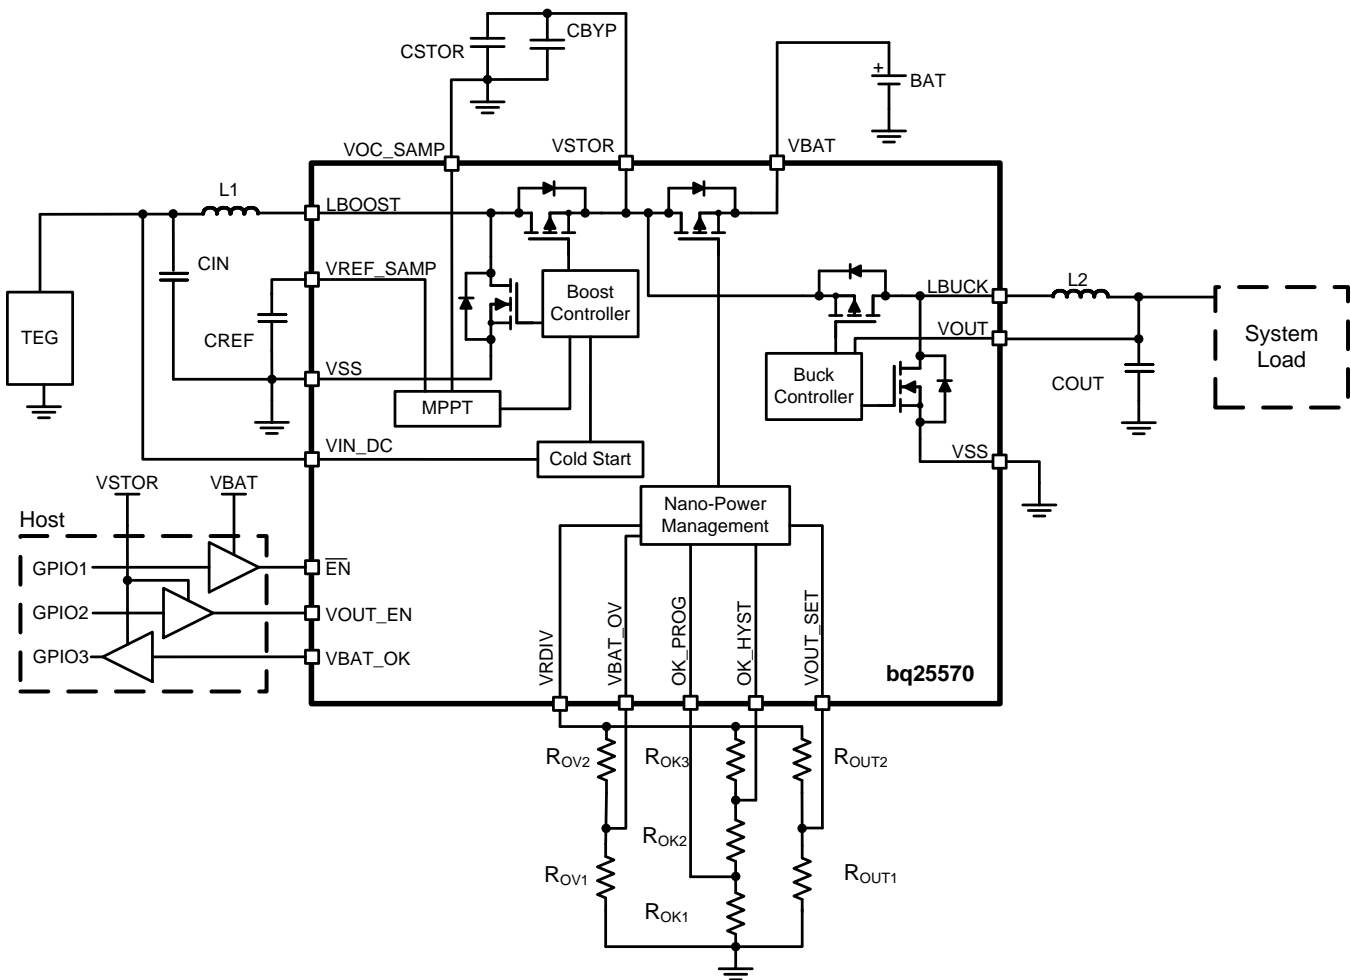 CBYP
CSTOR
BAT
+
VOC_SAMP
VSTOR
VBAT
L1
LBOOST
CIN
VREF_SAMP
Boost
Controller
LBUCK
L2
TEG
CREF
VOUT
System
Load
VSS
Buck
Controller
COUT
MPPT
VIN_DC
Cold Start
VSS
VSTOR
VBAT
Nano-Power
Management
Host
GPIO1
EN
GPIO2
VOUT_EN
GPIO3
VBAT_OK
VRDIV
VBAT_OV
OK_PROG
OK_HYST
VOUT_SET
bq25570
ROV2
ROK3
ROUT2
ROK2
ROV1
ROUT1
ROK1